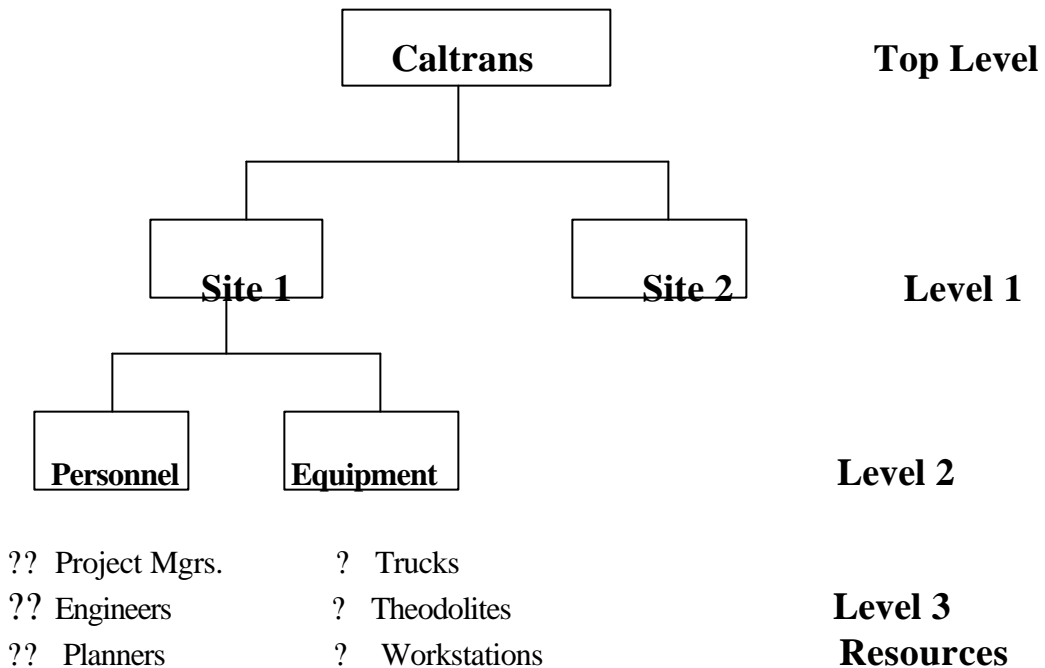 Caltrans Top Level
Site 1 Site 2 Level 1
Personnel Equipment Level 2
?? Project Mgrs. ? Trucks
?? Engineers ? Theodolites Level 3
?? Planners ? Workstations Resources